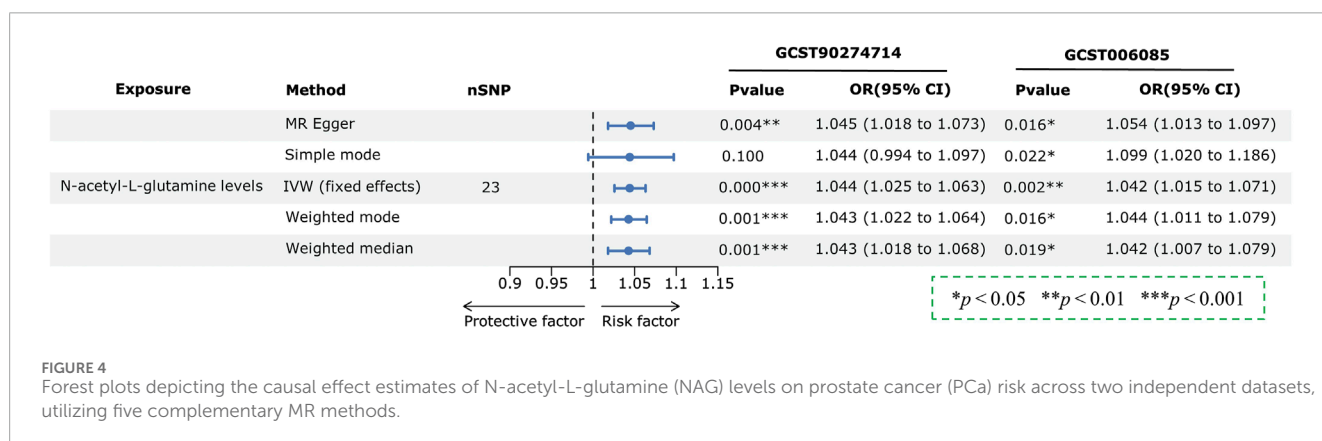 GCST90274714 GCST006085
Exposure Method nSNP Pvalue OR(95% CI) Pvalue OR(95% CI)
MR Egger 0.004** 1.045 (1.018 to 1.073) 0.016* 1.054 (1.013 to 1.097)
Simple mode 0.100 1.044 (0.994 to 1.097) 0.022* 1.099 (1.020 to 1.186)
N-acetyl-L-glutamine levels IVW (fixed effects) 23 0.000*** 1.044 (1.025 to 1.063) 0.002** 1.042 (1.015 to 1.071)
Weighted mode 0.001*** 1.043 (1.022 to 1.064) 0.016* 1.044 (1.011 to 1.079)
Weighted median 0.001*** 1.043 (1.018 to 1.068) 0.019* 1.042 (1.007 to 1.079)
0.9 0.95 1 1.05 1.1 1.15
*p<0.05 **p<0.01 ***p<0.001
Protective factor Risk factor
FIGURE 4
Forest plots depicting the causal effect estimates of N-acetyl-L-glutamine (NAG) levels on prostate cancer (PCa) risk across two independent datasets,
utilizing five complementary MR methods.